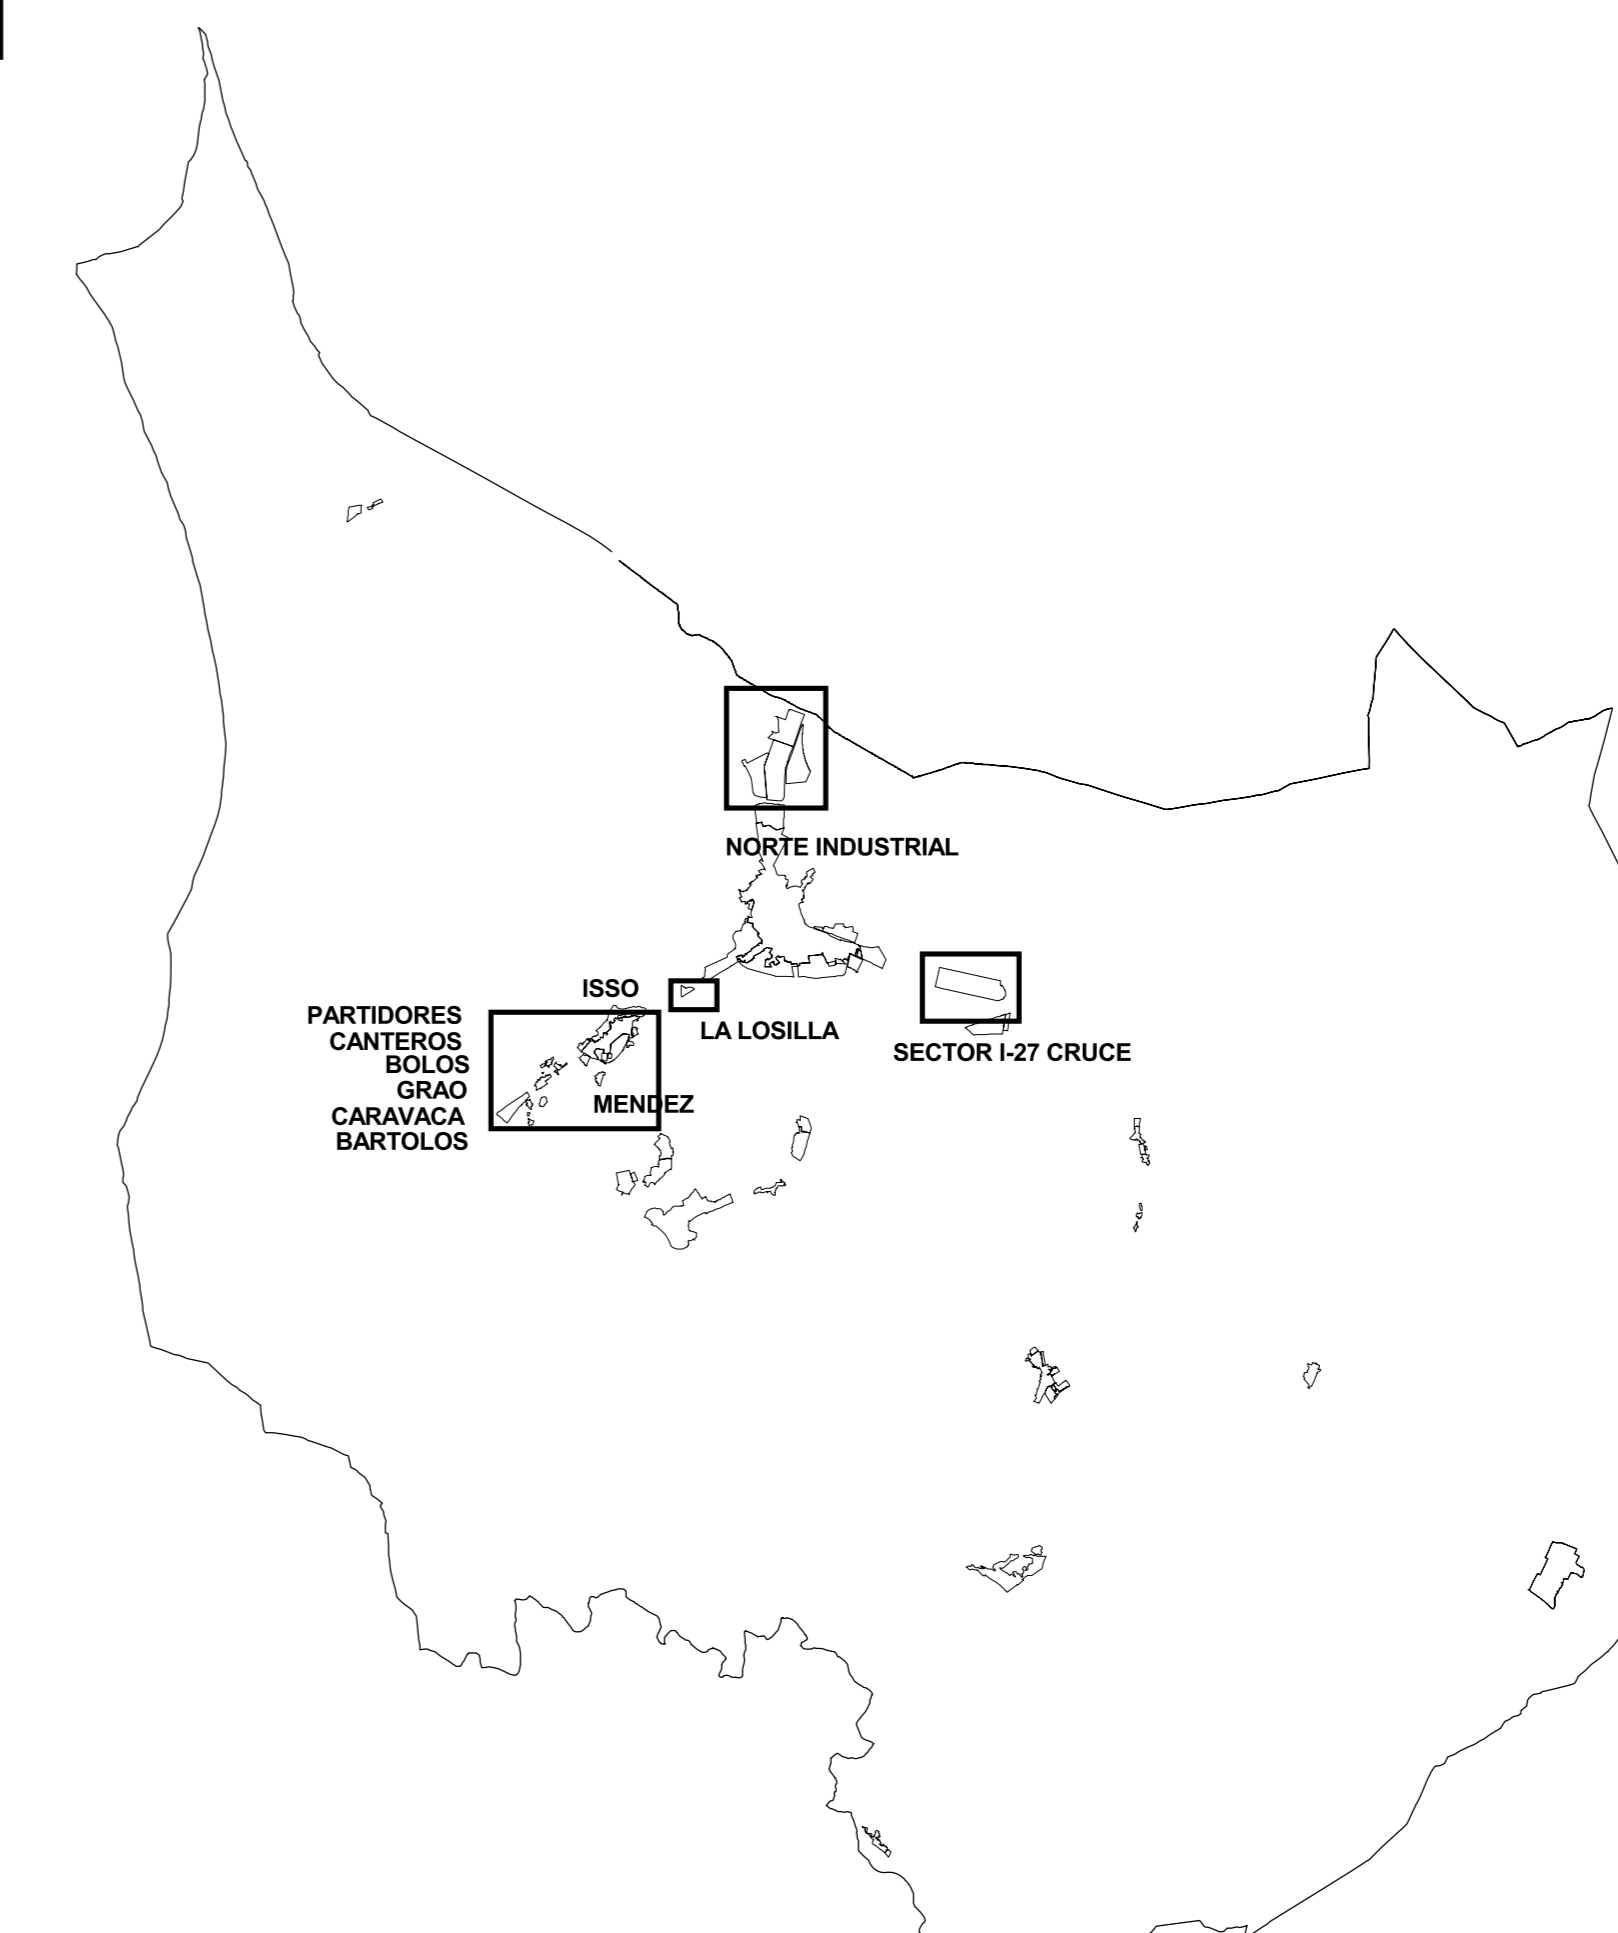 NORTE INDUSTRIAL
ISSO
PARTIDORES
CANTEROS
BOLOS
GRAO
CARAVACA
BARTOLOS
MENDEZ
LA LOSILLA
SECTOR I-27 CRUCE